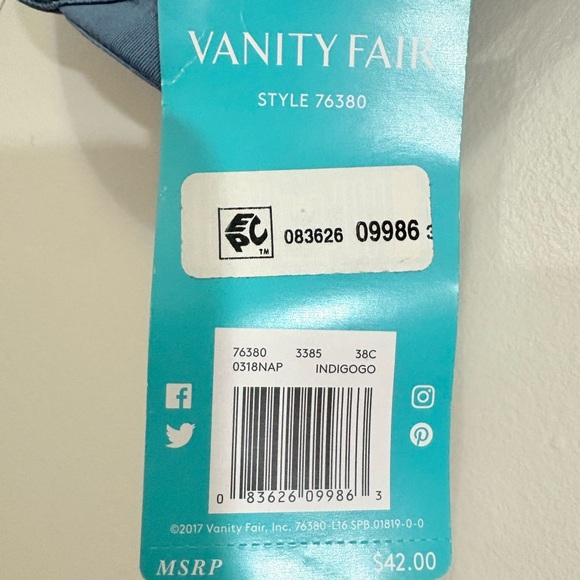 VANITY FAIR
STYLE 76380
EPC TM 083626 09986 3
76380 3385 38C
0318NAP INDIGOGO
0 83626 09986 3
©2017 Vanity Fair, Inc. 76380-L16 SPB.01819-0-0
MSRP $42.00